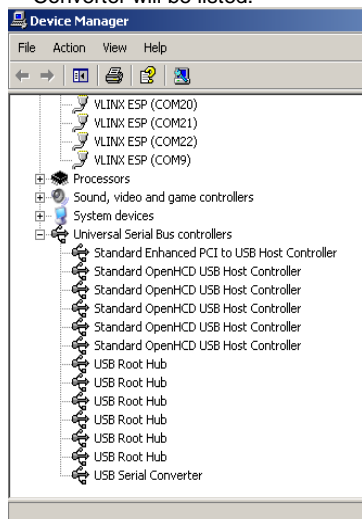 Converter will be listed.
Device Manager
File Action View Help
VLINX ESP (COM20)
VLINX ESP (COM21)
VLINX ESP (COM22)
VLINX ESP (COM9)
Processors
Sound, video and game controllers
System devices
Universal Serial Bus controllers
Standard Enhanced PCI to USB Host Controller
Standard OpenHCD USB Host Controller
Standard OpenHCD USB Host Controller
Standard OpenHCD USB Host Controller
Standard OpenHCD USB Host Controller
Standard OpenHCD USB Host Controller
USB Root Hub
USB Root Hub
USB Root Hub
USB Root Hub
USB Root Hub
USB Root Hub
USB Serial Converter